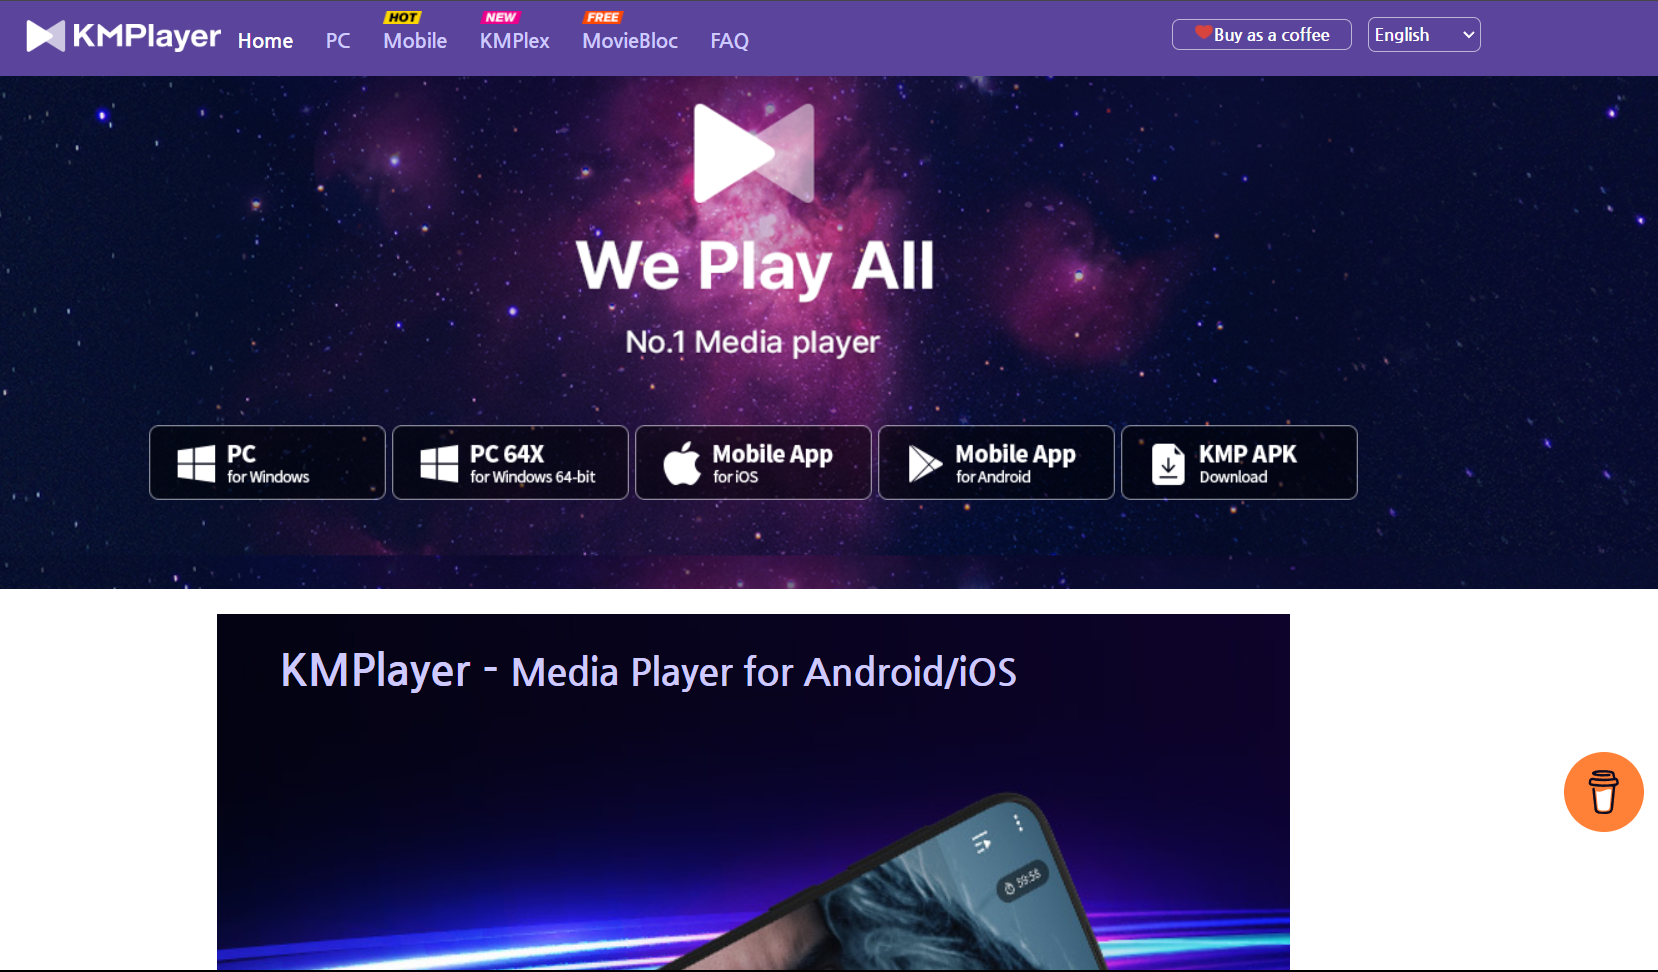 KMPlayer
Home
PC
HOT
Mobile
NEW
KMPlex
FREE
MovieBloc
FAQ
Buy as a coffee
English
We Play All
No.1 Media player
PC
for Windows
PC 64X
for Windows 64-bit
Mobile App
for iOS
Mobile App
for Android
KMP APK
Download
KMPlayer - Media Player for Android/iOS
59:55